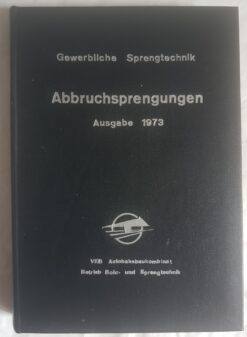 Gewerbliche Sprengtechnik
Abbruchsprengungen
Ausgabe 1973
VEB Autobahnbaukombinat
Betrieb Bohr- und Sprengtechnik